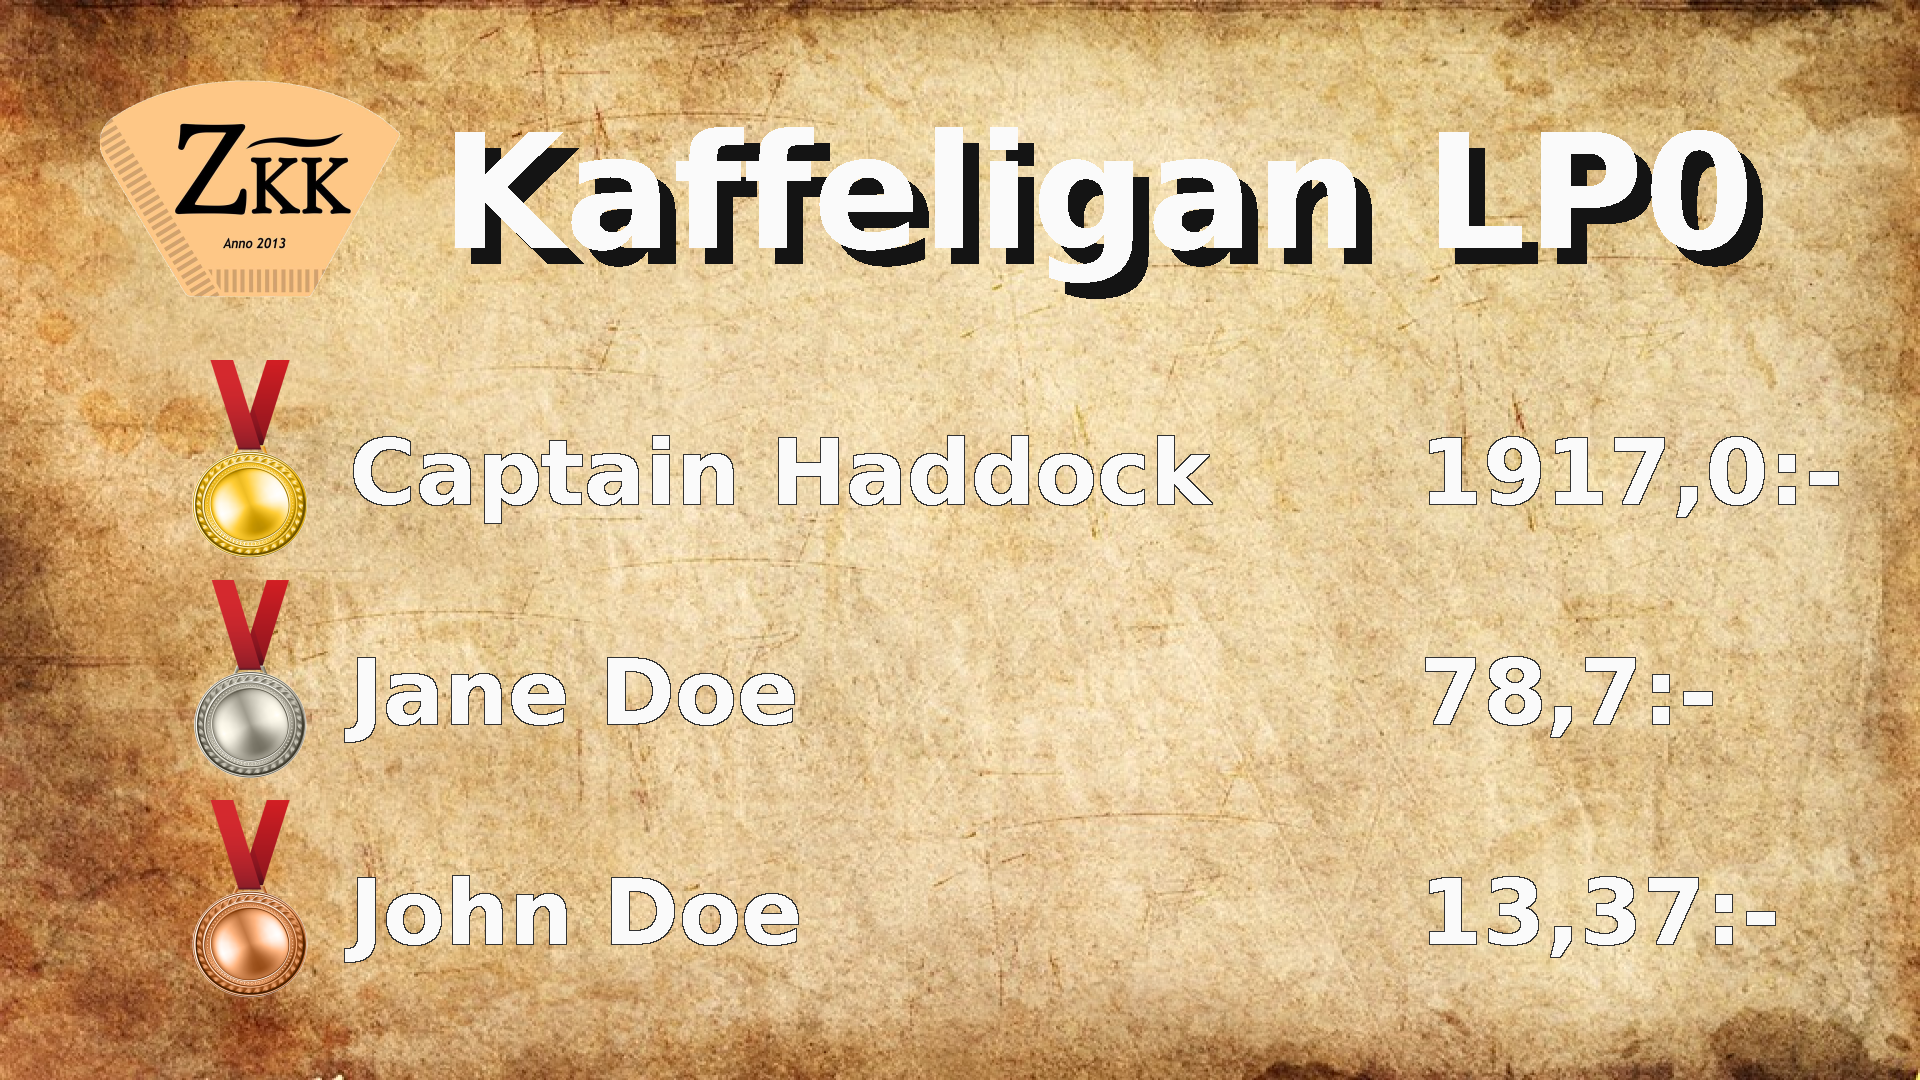 ZKK
Anno 2013
Kaffeligan LP0
Captain Haddock 1917,0:-
Jane Doe 78,7:-
John Doe 13,37:-